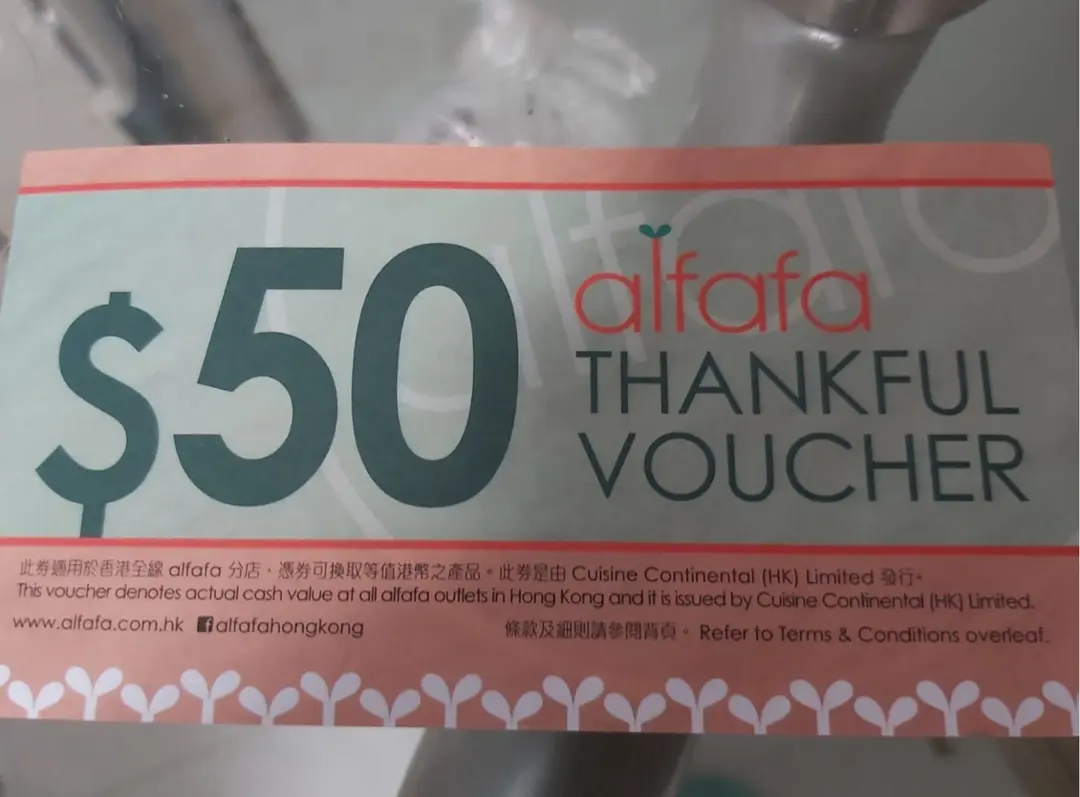 $50
alfafa
THANKFUL
VOUCHER
此券適用於香港全線 alfafa 分店，憑券可換取等值港幣之產品。此券是由 Cuisine Continental (HK) Limited 發行。
This voucher denotes actual cash value at all alfafa outlets in Hong Kong and it is issued by Cuisine Continental (HK) Limited.
www.alfafa.com.hk alfafahongkong
條款及細則請參閱背頁。 Refer to Terms & Conditions overleaf.